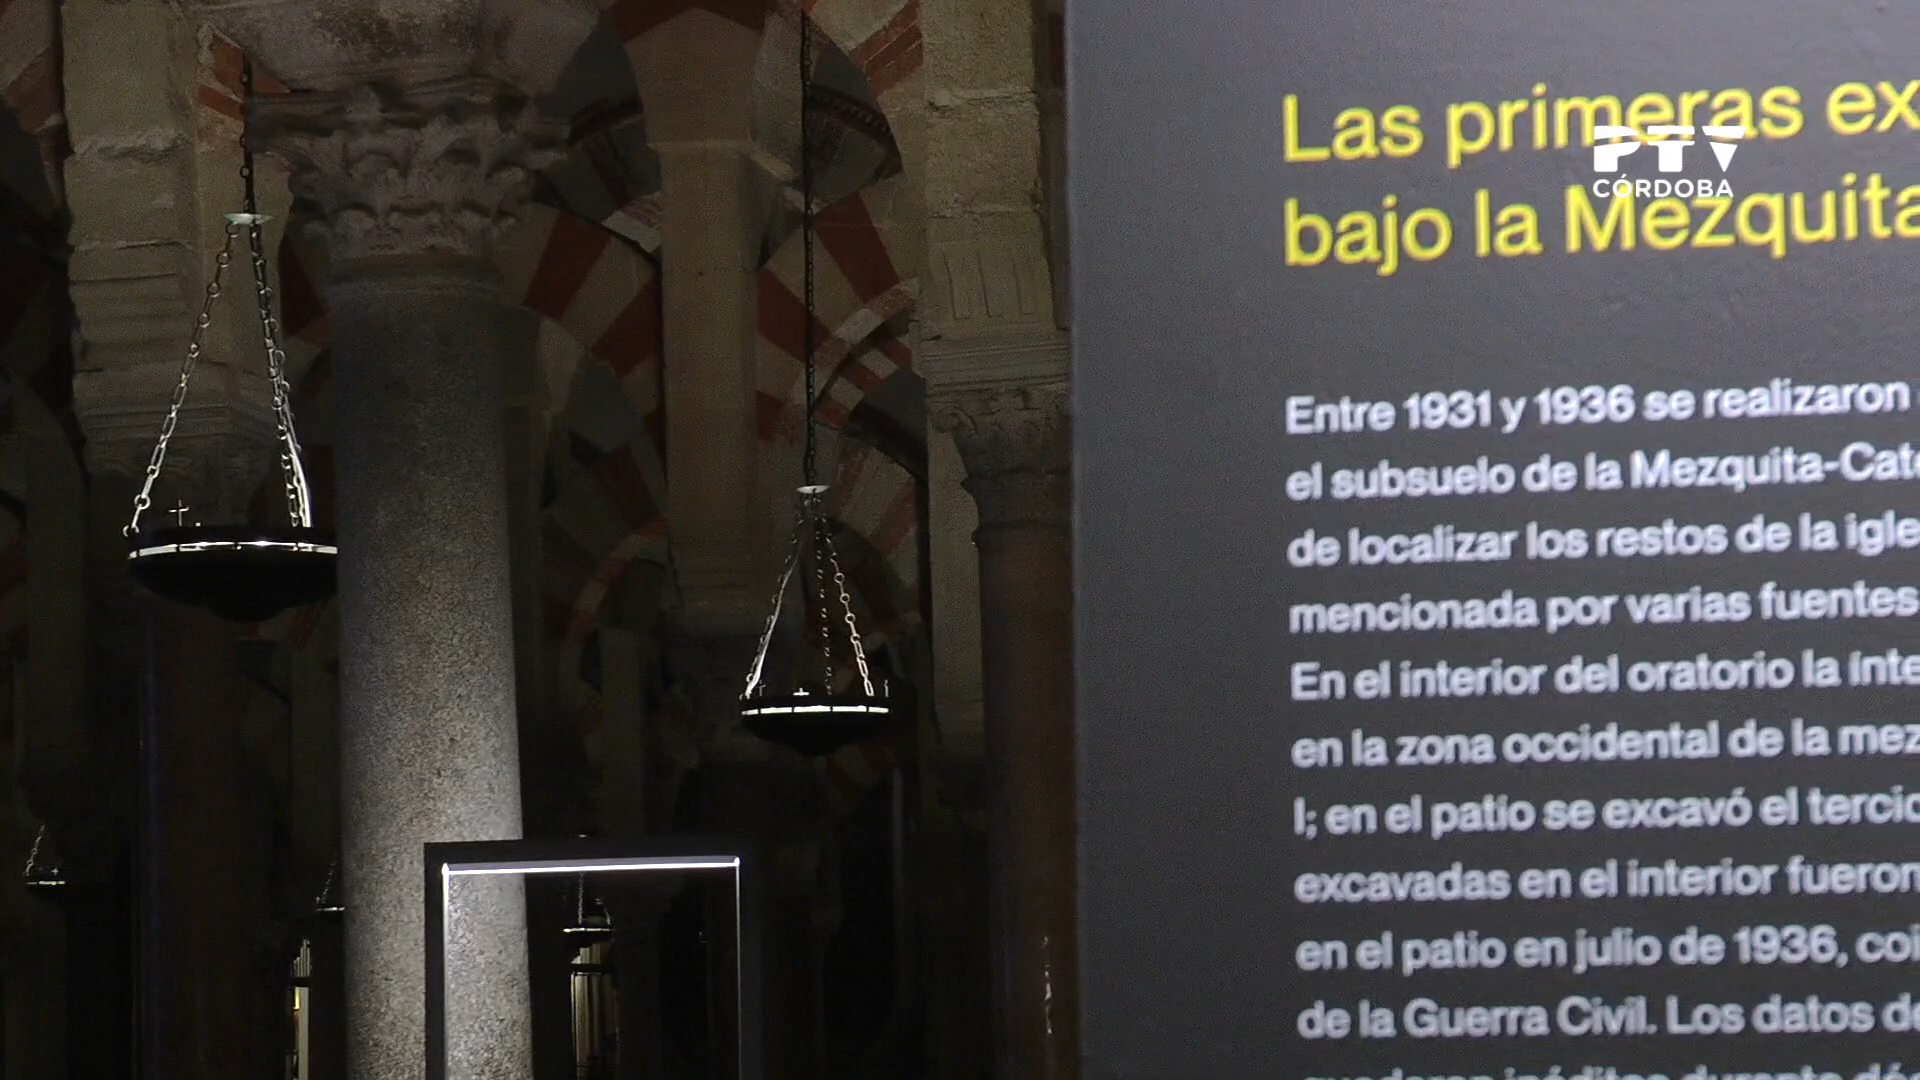 Las primeras ex
bajo la Mezquita
PTV
CÓRDOBA
Entre 1931 y 1936 se realizaron
el subsuelo de la Mezquita-Cat
de localizar los restos de la igle
mencionada por varias fuentes
En el interior del oratorio la inte
en la zona occidental de la mez
I; en el patio se excavó el tercio
excavadas en el interior fueron
en el patio en julio de 1936, coi
de la Guerra Civil. Los datos de